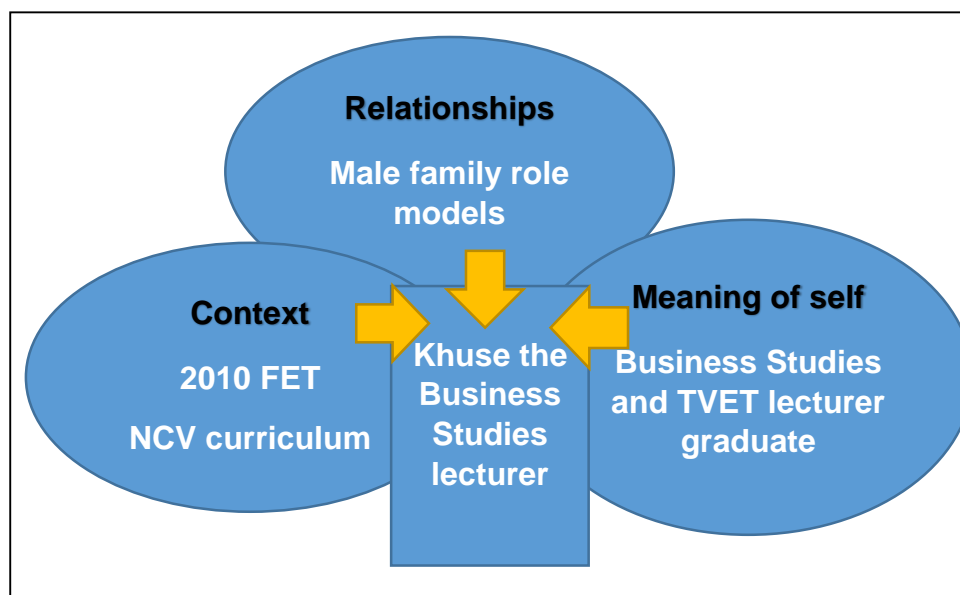 Relationships
Male family role
models
Context
2010 FET
NCV curriculum
Khuse the
Business
Studies
lecturer
Meaning of self
Business Studies
and TVET lecturer
graduate